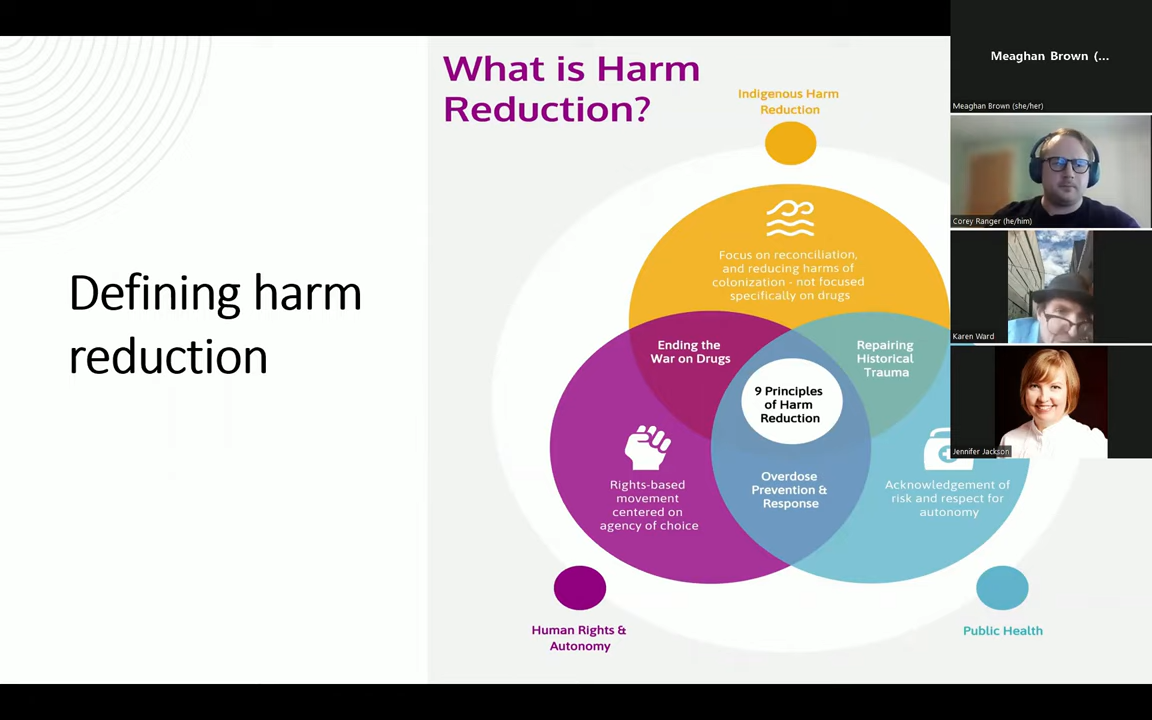 Defining harm
reduction
What is Harm
Reduction?
Indigenous Harm
Reduction
Focus on reconciliation,
and reducing harms of
colonization - not focused
specifically on drugs
Ending the
War on Drugs
Repairing
Historical
Trauma
9 Principles
of Harm
Reduction
Rights-based
movement
centered on
agency of choice
Overdose
Prevention &
Response
Acknowledgement of
risk and respect for
autonomy
Human Rights &
Autonomy
Public Health
Meaghan Brown (...
Meaghan Brown (she/her)
Corey Ranger (he/him)
Karen Ward
Jennifer Jackson